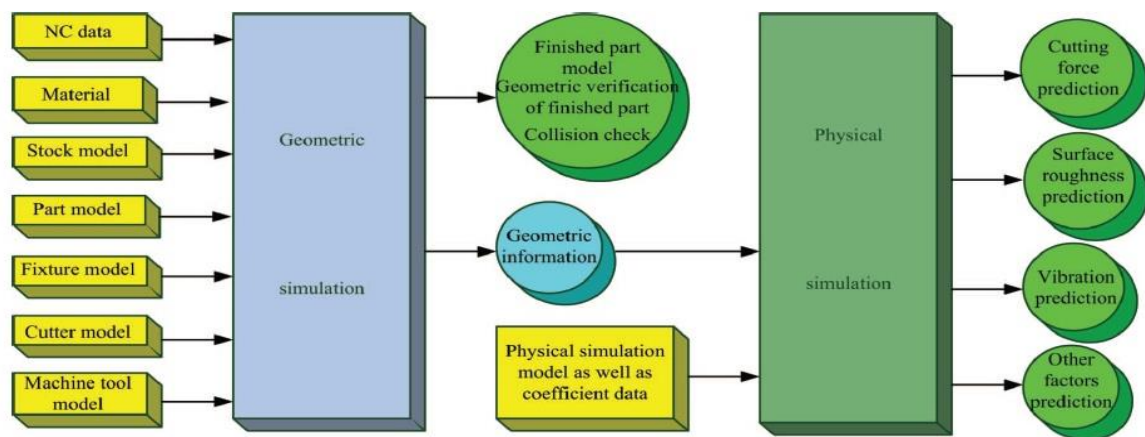 NC data
Material
Stock model
Part model
Fixture model
Cutter model
Machine tool
model
Geometric
simulation
Finished part
model
Geometric verification
of finished part
Collision check
Geometric
information
Physical simulation
model as well as
coefficient data
Physical
simulation
Cutting
force
prediction
Surface
roughness
prediction
Vibration
prediction
Other
factors
prediction